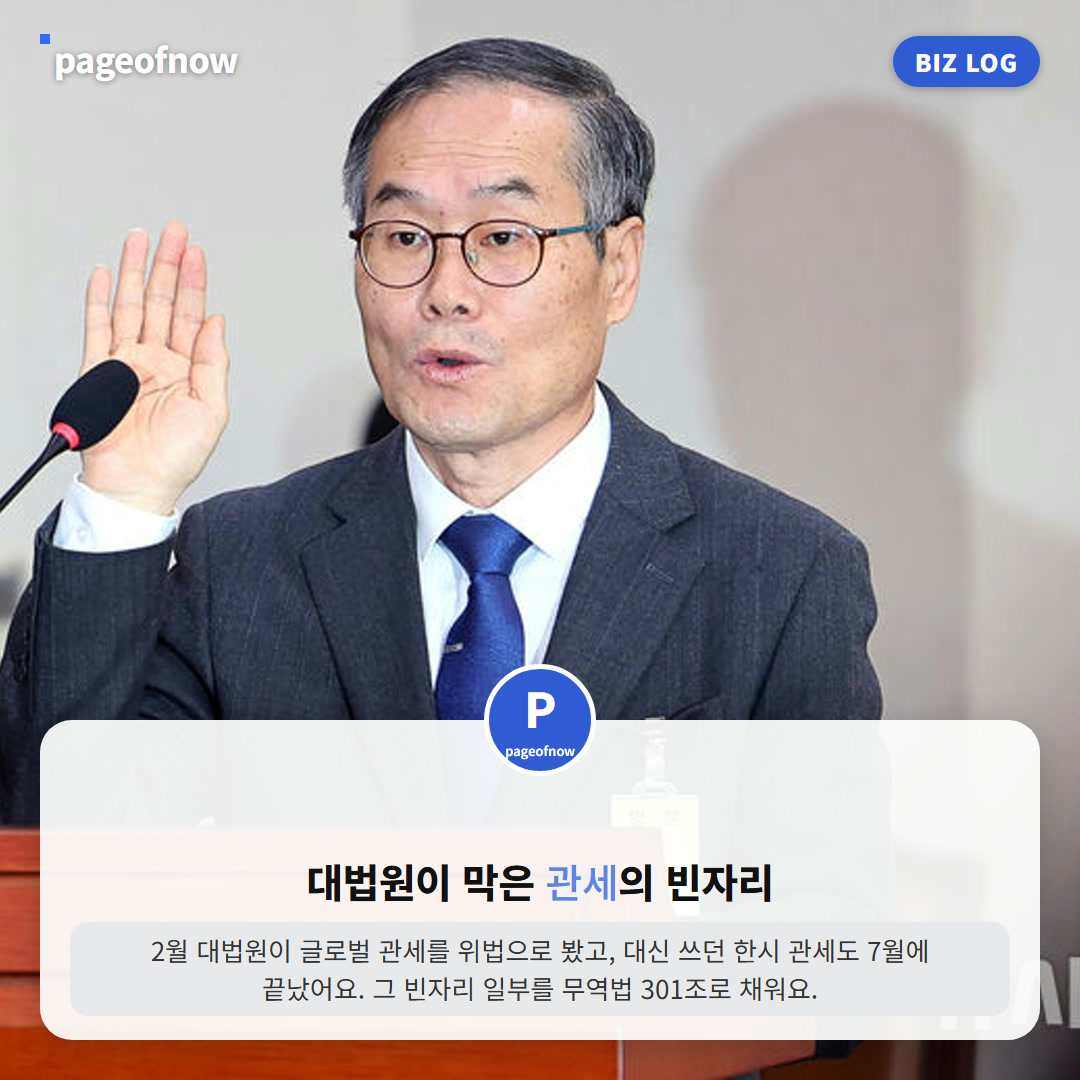 pageofnow
BIZ LOG
P
pageofnow
대법원이 막은 관세의 빈자리
2월 대법원이 글로벌 관세를 위법으로 봤고, 대신 쓰던 한시 관세도 7월에
끝났어요. 그 빈자리 일부를 무역법 301조로 채워요.